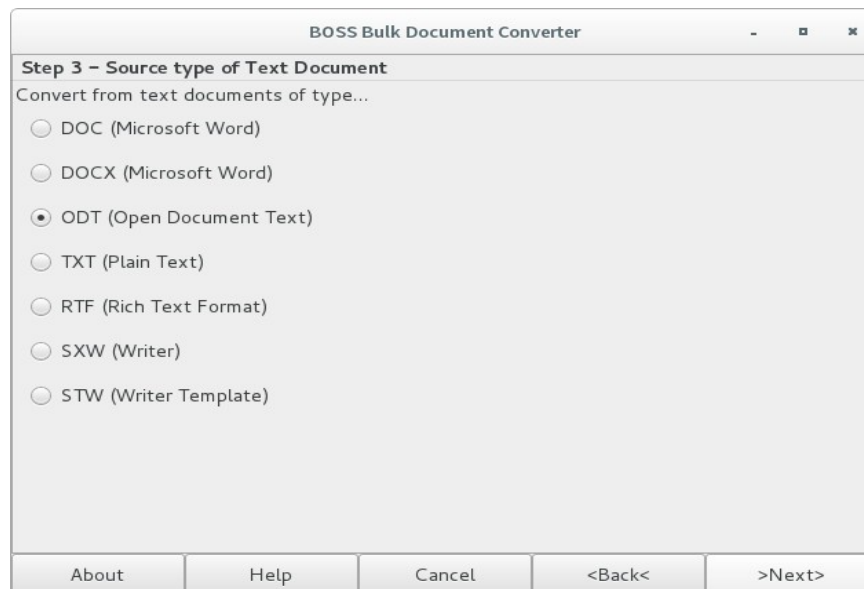 BOSS Bulk Document Converter
Step 3 – Source type of Text Document
Convert from text documents of type...
DOC (Microsoft Word)
DOCX (Microsoft Word)
ODT (Open Document Text)
TXT (Plain Text)
RTF (Rich Text Format)
SXW (Writer)
STW (Writer Template)
About Help Cancel <Back< >Next>